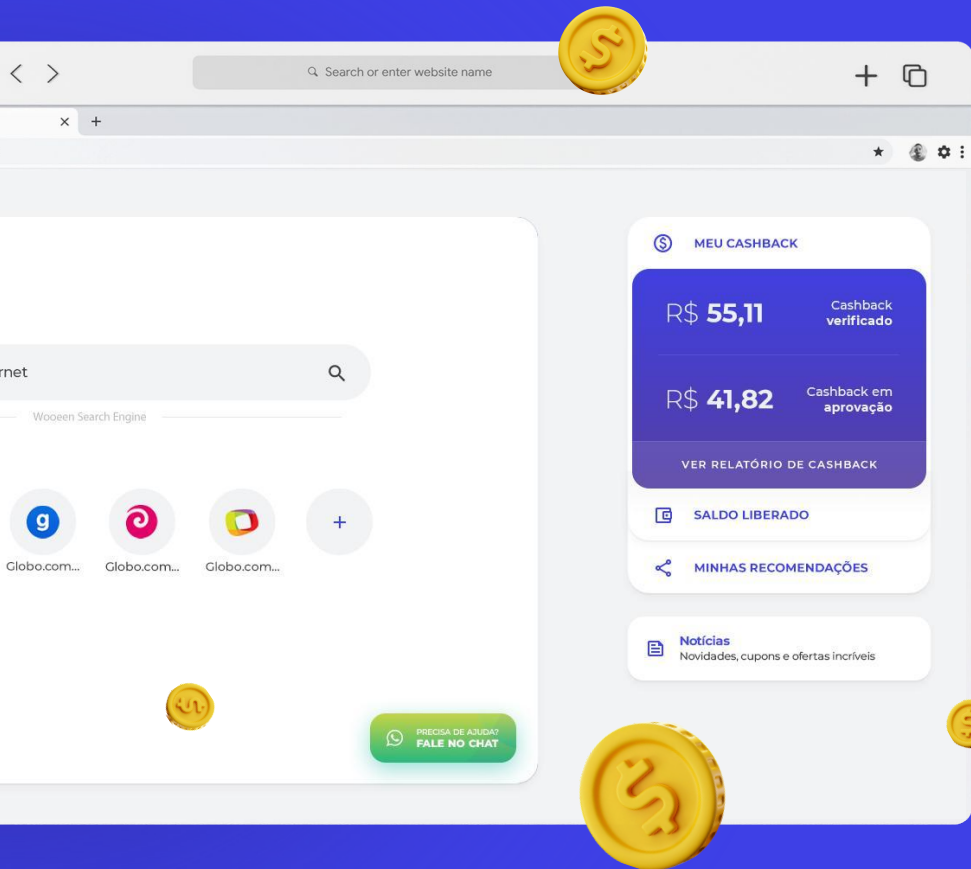 Search or enter website name
MEU CASHBACK
R$ 55,11
Cashback
verificado
R$ 41,82
Cashback em
aprovação
VER RELATÓRIO DE CASHBACK
SALDO LIBERADO
MINHAS RECOMENDAÇÕES
Notícias
Novidades, cupons e ofertas incríveis
rnet
Wooeen Search Engine
g
Globo.com...
Globo.com...
Globo.com...
PRECISA DE AJUDA?
FALE NO CHAT